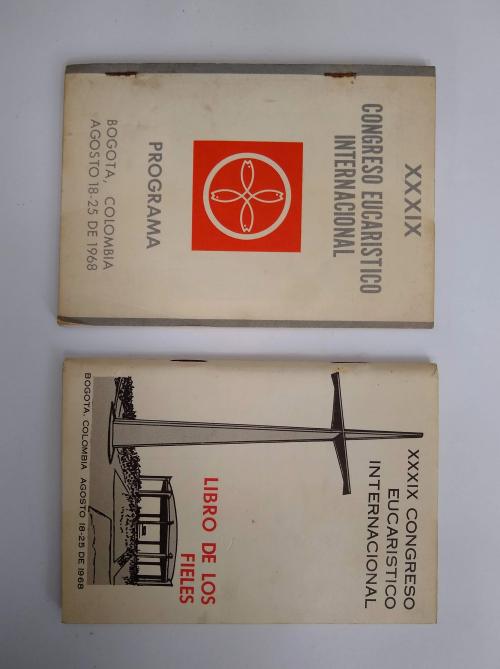 XXXIX
CONGRESO EUCARISTICO
INTERNACIONAL
PROGRAMA
BOGOTA, COLOMBIA
AGOSTO 18-25 DE 1968
XXXIX CONGRESO
EUCARISTICO
INTERNACIONAL
LIBRO DE LOS
FIELES
BOGOTA, COLOMBIA AGOSTO 18-25 DE 1968